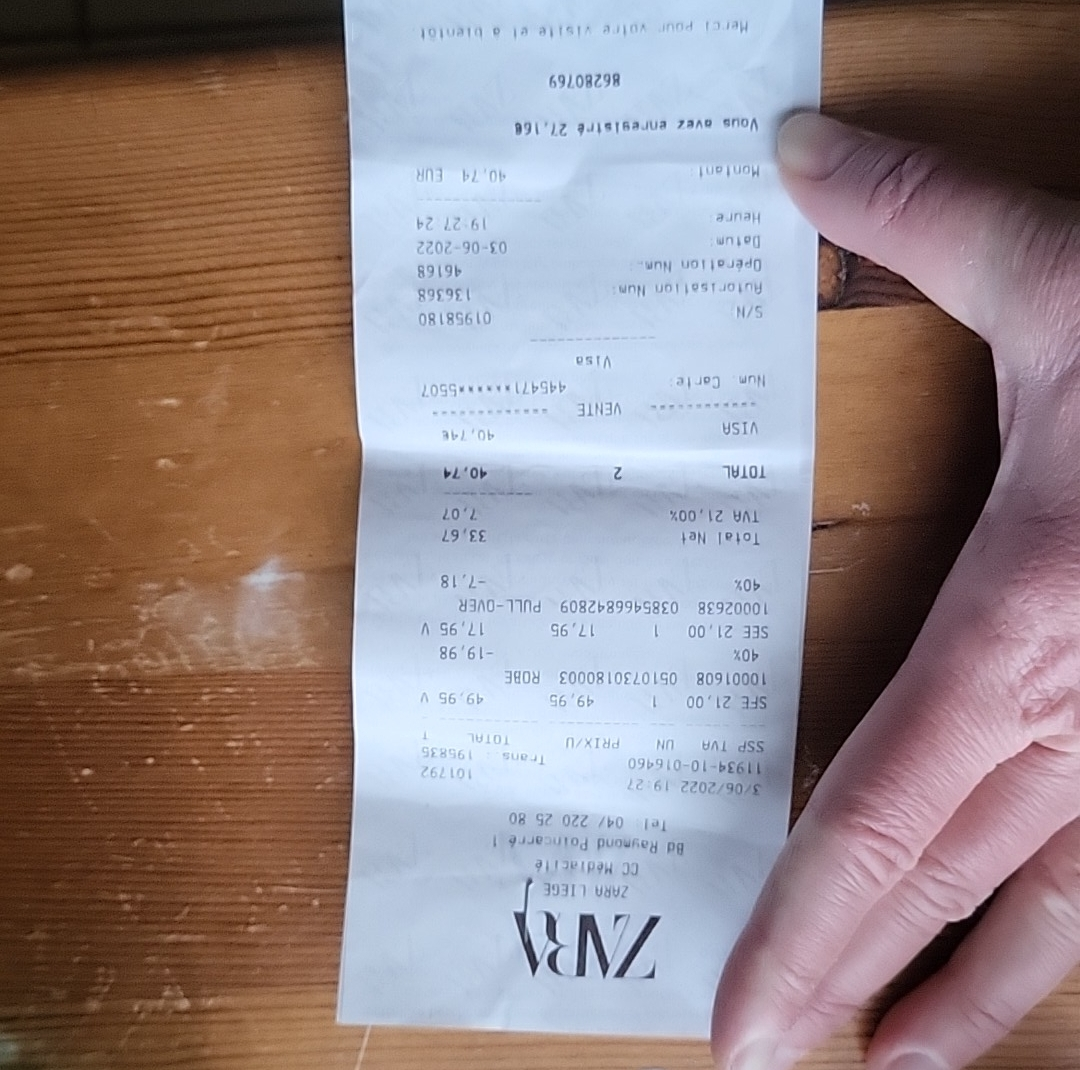 ZARA
ZARA LIEGE
CC Médiacité
Bd Raymond Poincarré 1
Tel: 04/ 220 25 80
3/06/2022 19:27 101792
11934-10-016460 Trans.: 195835
SSP TVA UN PRIX/U TOTAL T
SFE 21,00 1 49,95 49,95 V
10001608 0510730180003 ROBE
40% -19,98
SEE 21,00 1 17,95 17,95 V
10002638 0385466842809 PULL-OVER
40% -7,18
Total Net 33,67
TVA 21,00% 7,07
TOTAL 2 40,74
VISA 40,74€
------------ VENTE ------------
Num. Carte: 445471******5507
Visa
S/N: 01958180
Autorisation Num: 136368
Opération Num.: 46168
Datum: 03-06-2022
Heure: 19:27:24
Montant: 40,74 EUR
Vous avez enregistré 27,16€
86280769
Merci pour votre visite et à bientôt.